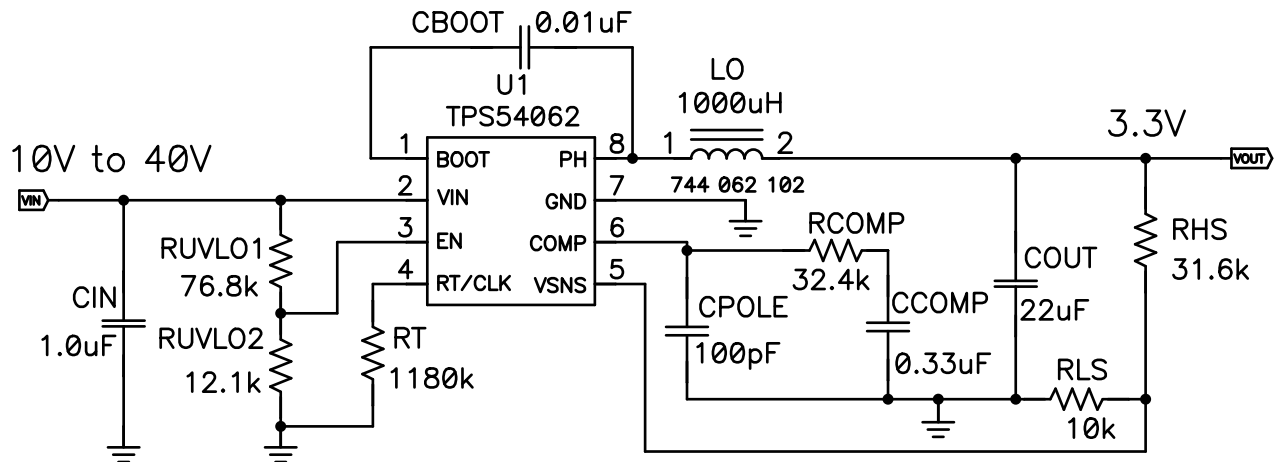 CBOOT 0.01uF
U1
TPS54062
LO
1000uH
1 2
744 062 102
3.3V
VOUT
10V to 40V
VIN
1 BOOT
2 VIN
3 EN
4 RT/CLK
PH 8
GND 7
COMP 6
VSNS 5
RUVLO1
76.8k
RUVLO2
12.1k
CIN
1.0uF
RT
1180k
RCOMP
32.4k
CPOLE
100pF
CCOMP
0.33uF
COUT
22uF
RHS
31.6k
RLS
10k